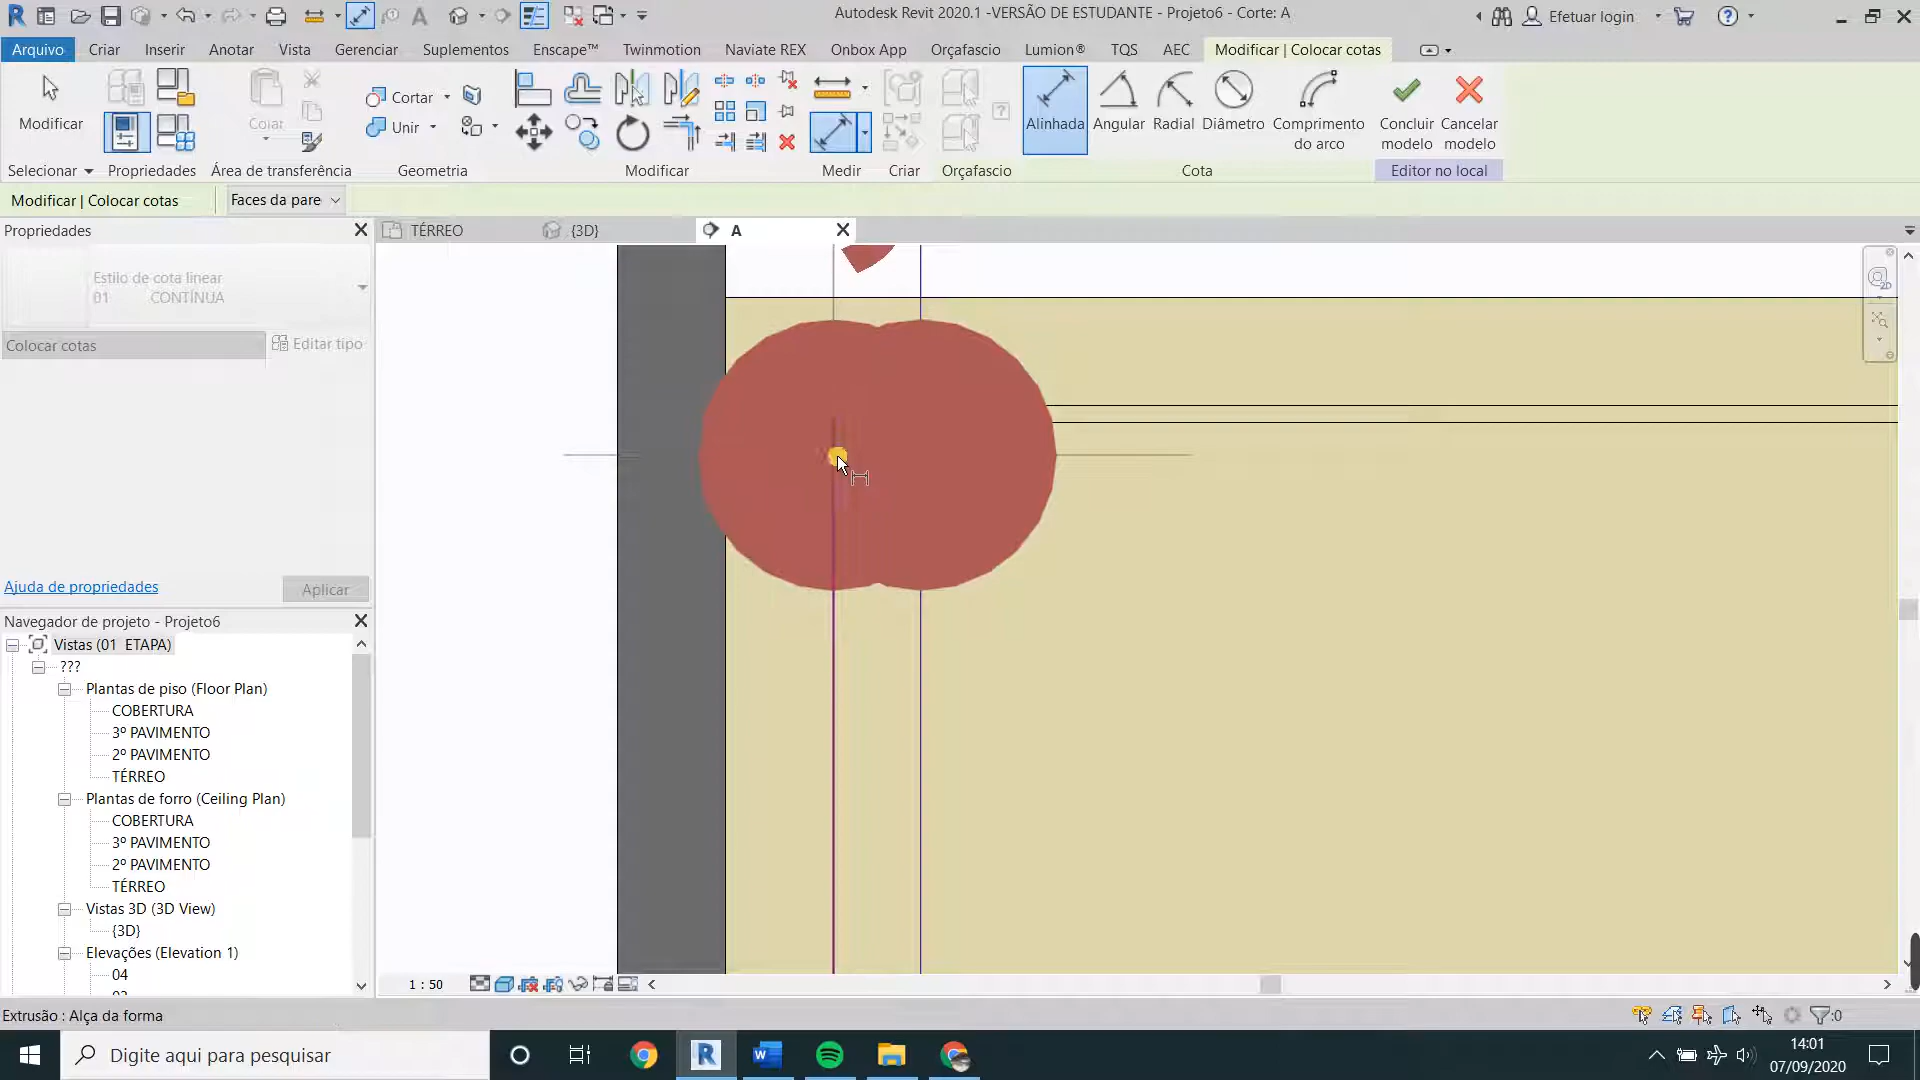 Autodesk Revit 2020.1 -VERSÃO DE ESTUDANTE - Projeto6 - Corte: A
Efetuar login
Arquivo Criar Inserir Anotar Vista Gerenciar Suplementos Enscape™ Twinmotion Naviate REX Onbox App Orçafascio Lumion® TQS AEC Modificar | Colocar cotas
Modificar
Colar
Cortar
Unir
Alinhada Angular Radial Diâmetro Comprimento do arco
Concluir modelo
Cancelar modelo
Selecionar Propriedades Área de transferência Geometria Modificar Medir Criar Orçafascio Cota Editor no local
Modificar | Colocar cotas
Faces da pare
Propriedades
TÉRREO
{3D}
A
Estilo de cota linear
01 CONTÍNUA
Colocar cotas
Editar tipo
2D
Ajuda de propriedades
Aplicar
Navegador de projeto - Projeto6
Vistas (01 ETAPA)
???
Plantas de piso (Floor Plan)
COBERTURA
3º PAVIMENTO
2º PAVIMENTO
TÉRREO
Plantas de forro (Ceiling Plan)
COBERTURA
3º PAVIMENTO
2º PAVIMENTO
TÉRREO
Vistas 3D (3D View)
{3D}
Elevações (Elevation 1)
04
1 : 50
Extrusão : Alça da forma
:0
Digite aqui para pesquisar
14:01
07/09/2020